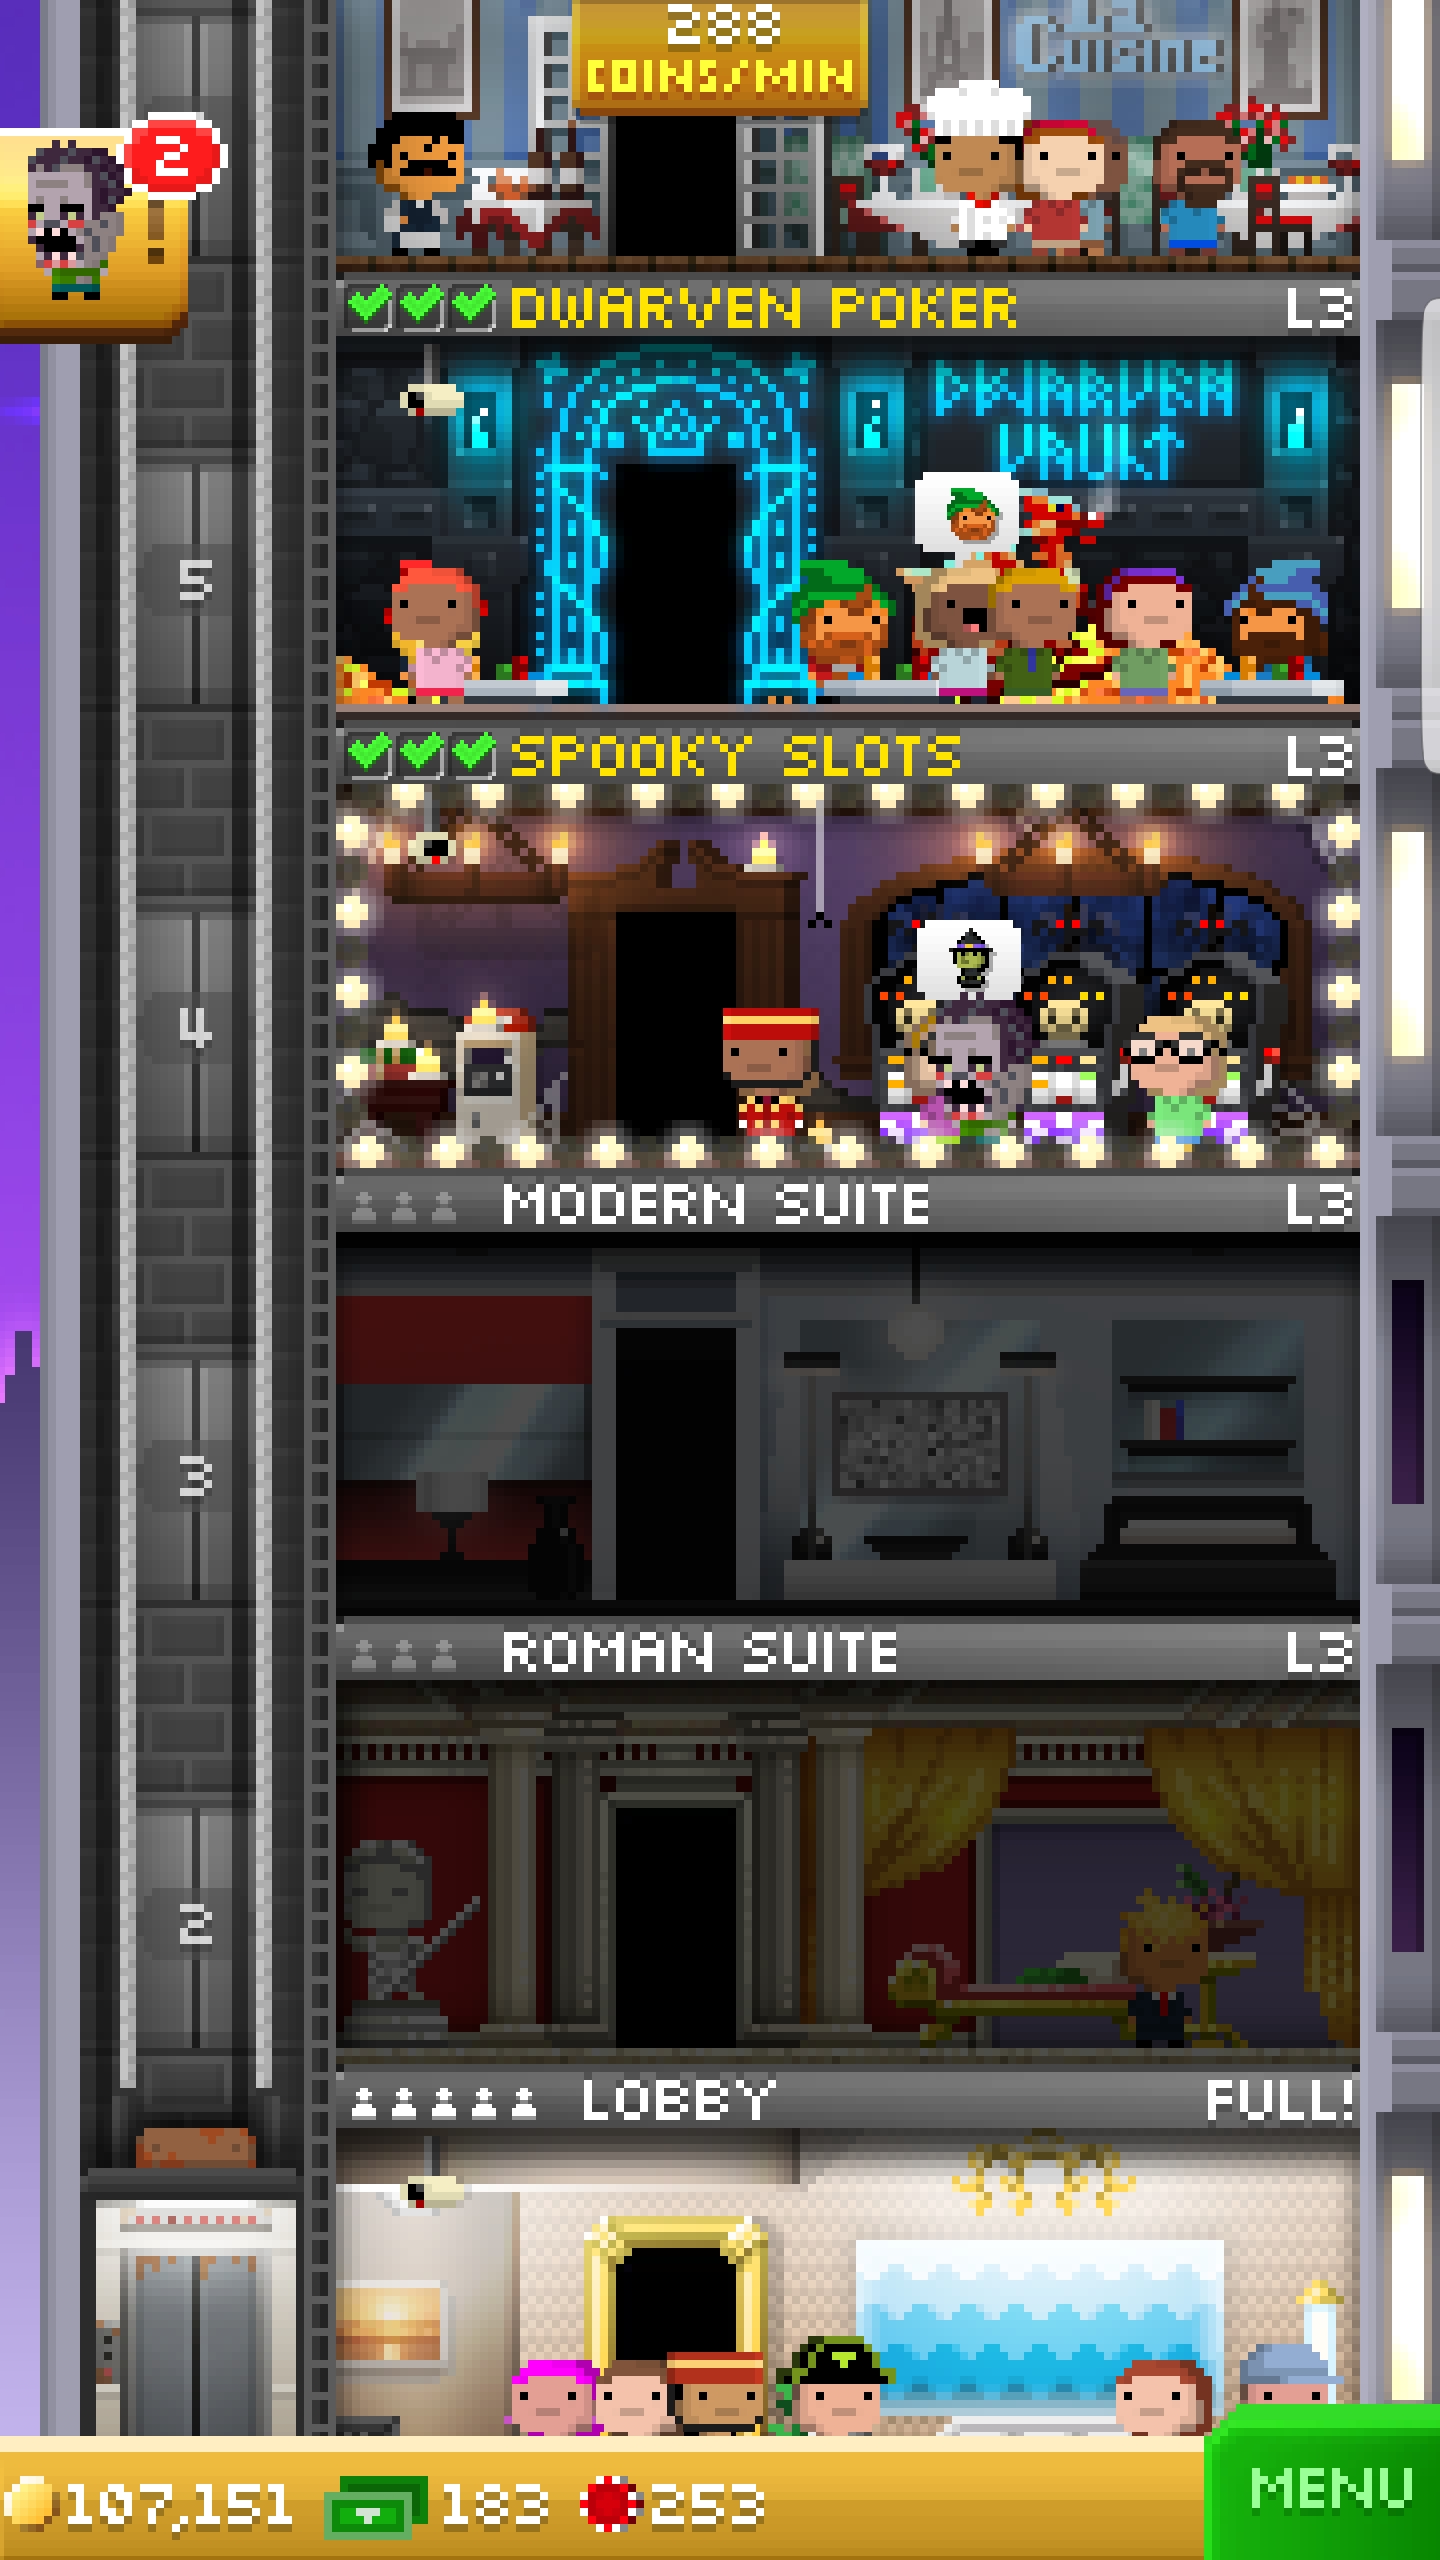 288
COINS/MIN
La
Cuisine
2
!
DWARVEN POKER L3
DWARVEN
VAULT
5
SPOOKY SLOTS L3
4
MODERN SUITE L3
3
ROMAN SUITE L3
2
LOBBY FULL!
107,151 183 253
MENU